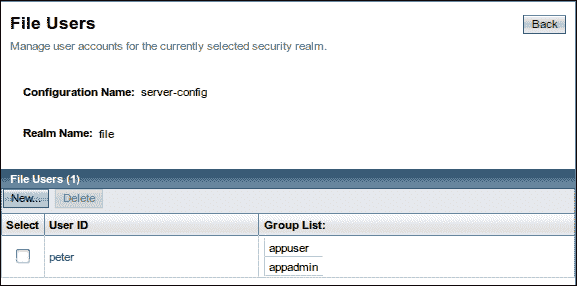 File Users
Back
Manage user accounts for the currently selected security realm.
Configuration Name: server-config
Realm Name: file
File Users (1)
New... Delete
Select User ID Group List:
peter
appuser
appadmin